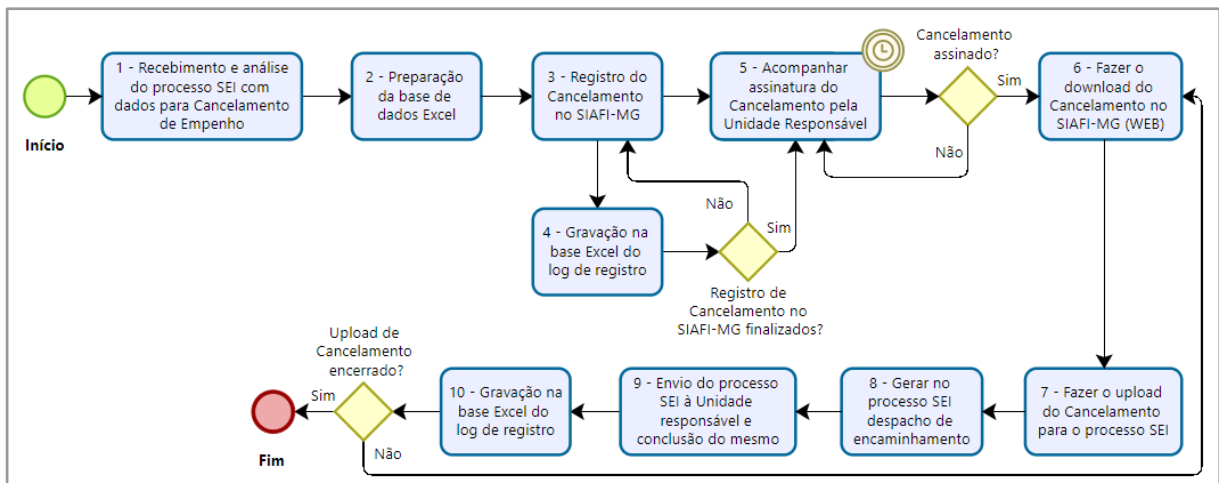 Início
1 - Recebimento e análise
do processo SEI com
dados para Cancelamento
de Empenho
2 - Preparação
da base de
dados Excel
3 - Registro do
Cancelamento
no SIAFI-MG
4 - Gravação na
base Excel do
log de registro
Não
Sim
Registro de
Cancelamento no
SIAFI-MG finalizados?
5 - Acompanhar
assinatura do
Cancelamento pela
Unidade Responsável
Cancelamento
assinado?
Sim
Não
6 - Fazer o
download do
Cancelamento no
SIAFI-MG (WEB)
7 - Fazer o upload
do Cancelamento
para o processo SEI
8 - Gerar no
processo SEI
despacho de
encaminhamento
9 - Envio do processo
SEI à Unidade
responsável e
conclusão do mesmo
10 - Gravação na
base Excel do
log de registro
Upload de
Cancelamento
encerrado?
Sim
Não
Fim